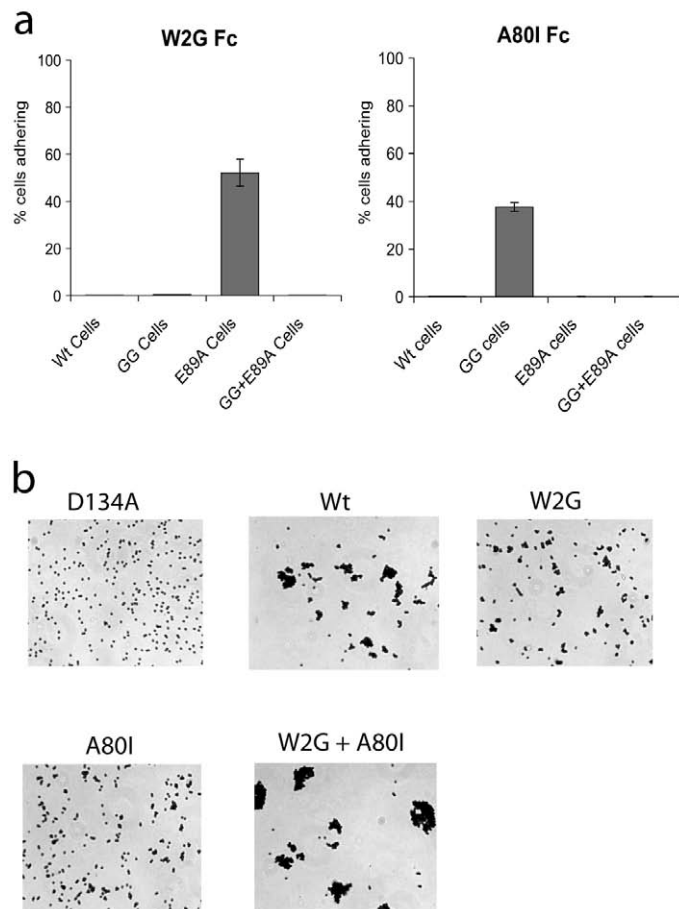 a
W2G Fc
100
80
60
40
20
0
% cells adhering
Wt Cells
GG Cells
E89A Cells
GG+E89A Cells
A80I Fc
100
80
60
40
20
0
% cells adhering
Wt cells
GG cells
E89A cells
GG+E89A cells
b
D134A
Wt
W2G
A80I
W2G + A80I